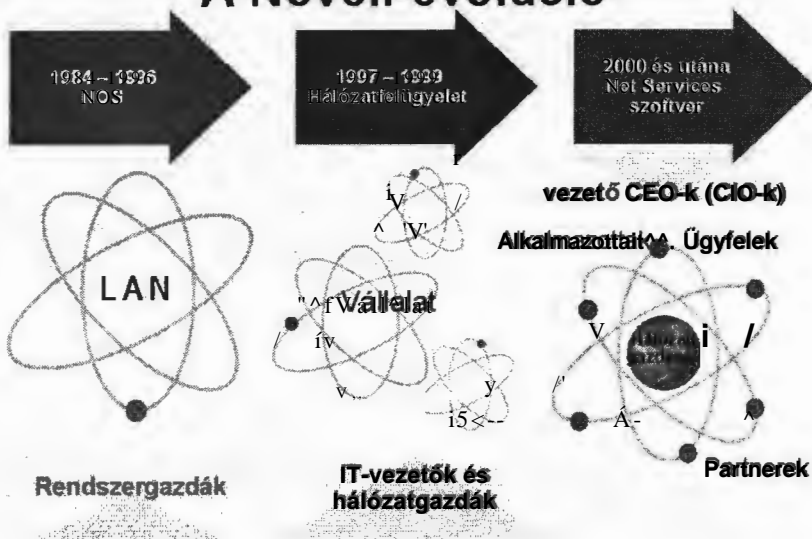 A Novell evolúció
1984 – 1996
NOS
1997 – 1999
Hálózatfelügyelet
2000 és utána
Net Services
szoftver
vezető CEO-k (CIO-k)
Alkalmazottak Ügyfelek
LAN
Vállalat
Partnerek
Rendszergazdák
IT-vezetők és
hálózatgazdák